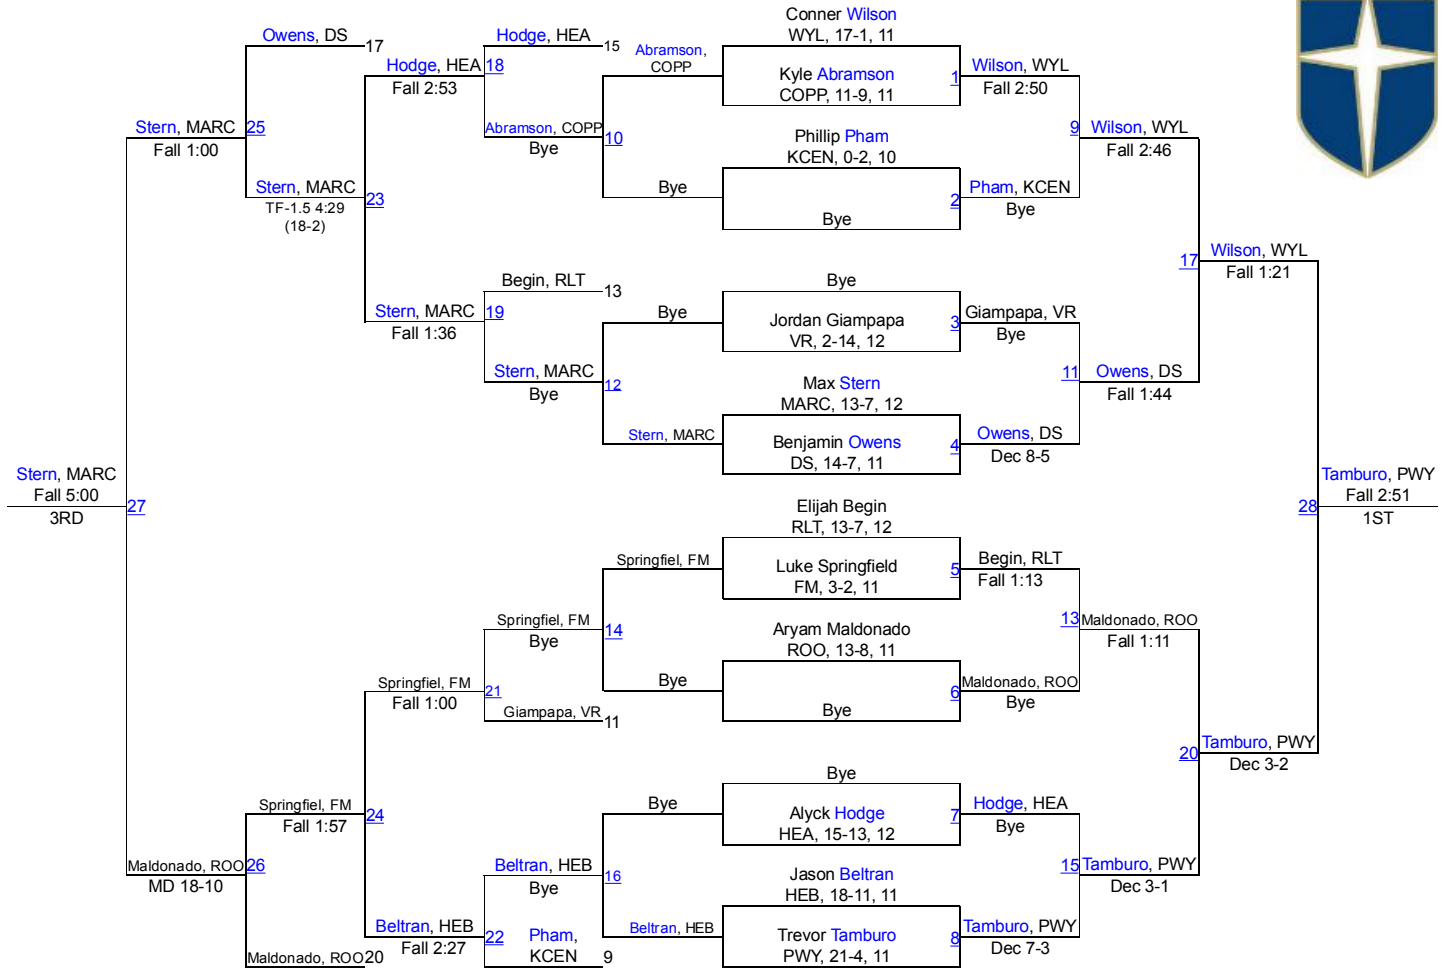 Conner Wilson
WYL, 17-1, 11
Owens, DS
17
Hodge, HEA
15
Abramson,
COPP
Hodge, HEA
18
Fall 2:53
Kyle Abramson
COPP, 11-9, 11
1
Wilson, WYL
Fall 2:50
Stern, MARC
25
Fall 1:00
Abramson, COPP
10
Bye
Phillip Pham
KCEN, 0-2, 10
9
Wilson, WYL
Fall 2:46
Stern, MARC
TF-1.5 4:29
(18-2)
23
Bye
Bye
2
Pham, KCEN
Bye
17
Wilson, WYL
Fall 1:21
Begin, RLT
13
Bye
Stern, MARC
19
Fall 1:36
Bye
Jordan Giampapa
VR, 2-14, 12
3
Giampapa, VR
Bye
Stern, MARC
12
Bye
Max Stern
MARC, 13-7, 12
11
Owens, DS
Fall 1:44
Stern, MARC
Benjamin Owens
DS, 14-7, 11
4
Owens, DS
Dec 8-5
Stern, MARC
Fall 5:00
3RD
27
Elijah Begin
RLT, 13-7, 12
28
Tamburo, PWY
Fall 2:51
1ST
Springfiel, FM
Luke Springfield
FM, 3-2, 11
5
Begin, RLT
Fall 1:13
Springfiel, FM
14
Bye
Aryam Maldonado
ROO, 13-8, 11
13
Maldonado, ROO
Fall 1:11
Springfiel, FM
21
Fall 1:00
Giampapa, VR
11
Bye
Bye
6
Maldonado, ROO
Bye
20
Tamburo, PWY
Dec 3-2
Bye
Springfiel, FM
24
Fall 1:57
Bye
Alyck Hodge
HEA, 15-13, 12
7
Hodge, HEA
Bye
Maldonado, ROO
26
MD 18-10
Beltran, HEB
16
Bye
Jason Beltran
HEB, 18-11, 11
15
Tamburo, PWY
Dec 3-1
Beltran, HEB
22
Fall 2:27
Pham,
KCEN
9
Beltran, HEB
Trevor Tamburo
PWY, 21-4, 11
8
Tamburo, PWY
Dec 7-3
Maldonado, ROO
20